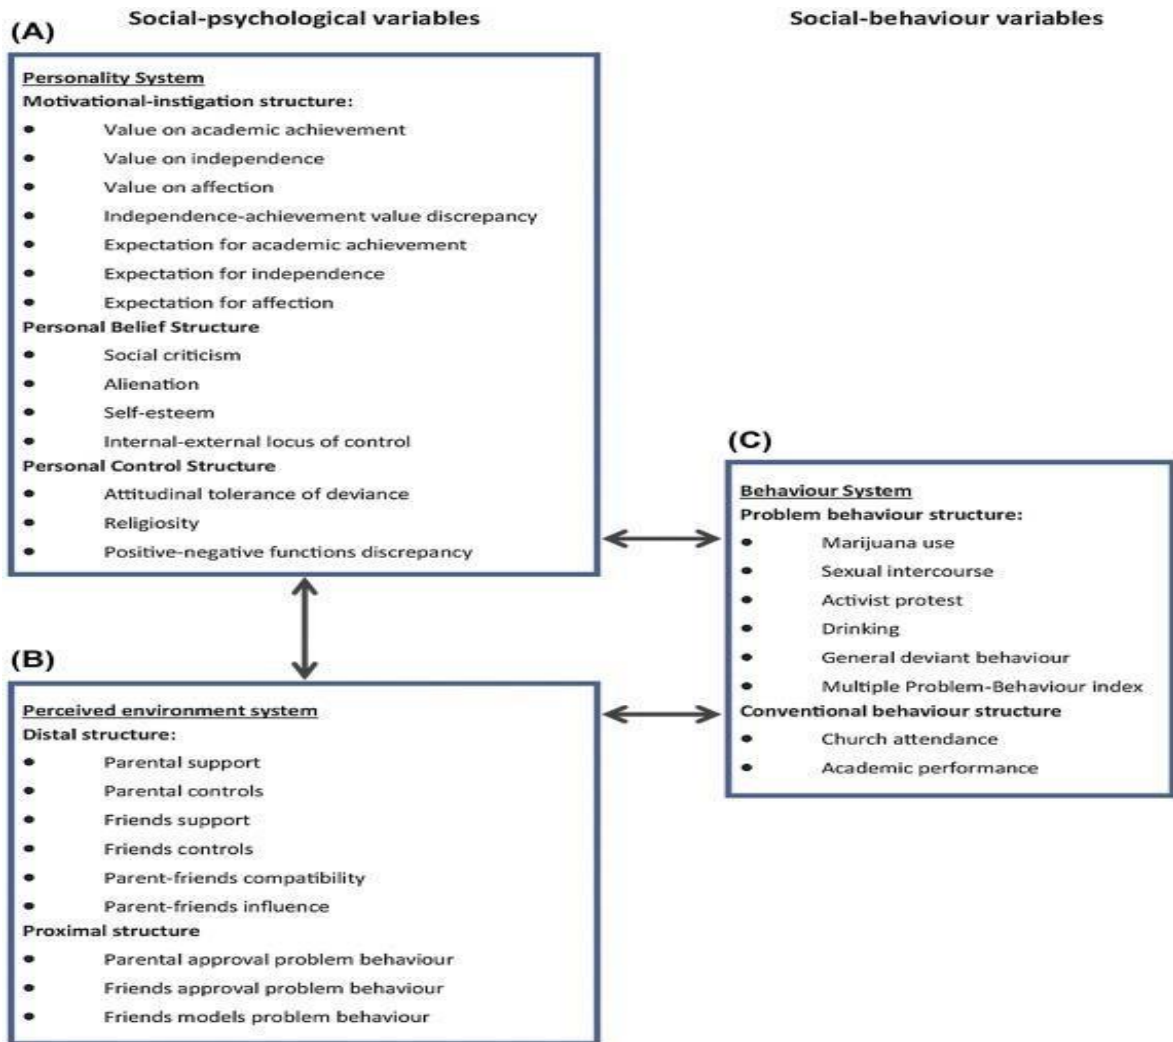 Social-psychological variables
Social-behaviour variables
(A)
Personality System
Motivational-instigation structure:
• Value on academic achievement
• Value on independence
• Value on affection
• Independence-achievement value discrepancy
• Expectation for academic achievement
• Expectation for independence
• Expectation for affection
Personal Belief Structure
• Social criticism
• Alienation
• Self-esteem
• Internal-external locus of control
Personal Control Structure
• Attitudinal tolerance of deviance
• Religiosity
• Positive-negative functions discrepancy
(B)
Perceived environment system
Distal structure:
• Parental support
• Parental controls
• Friends support
• Friends controls
• Parent-friends compatibility
• Parent-friends influence
Proximal structure
• Parental approval problem behaviour
• Friends approval problem behaviour
• Friends models problem behaviour
(C)
Behaviour System
Problem behaviour structure:
• Marijuana use
• Sexual intercourse
• Activist protest
• Drinking
• General deviant behaviour
• Multiple Problem-Behaviour index
Conventional behaviour structure
• Church attendance
• Academic performance